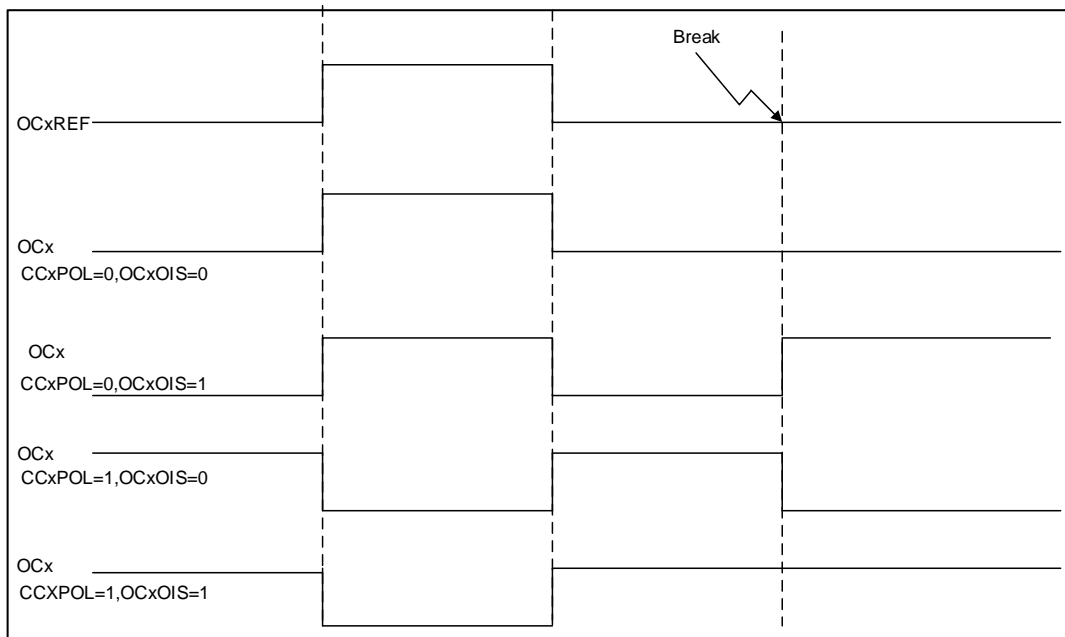 Break
OCxREF
OCx
CCxPOL=0,OCxOIS=0
OCx
CCxPOL=0,OCxOIS=1
OCx
CCxPOL=1,OCxOIS=0
OCx
CCXPOL=1,OCxOIS=1